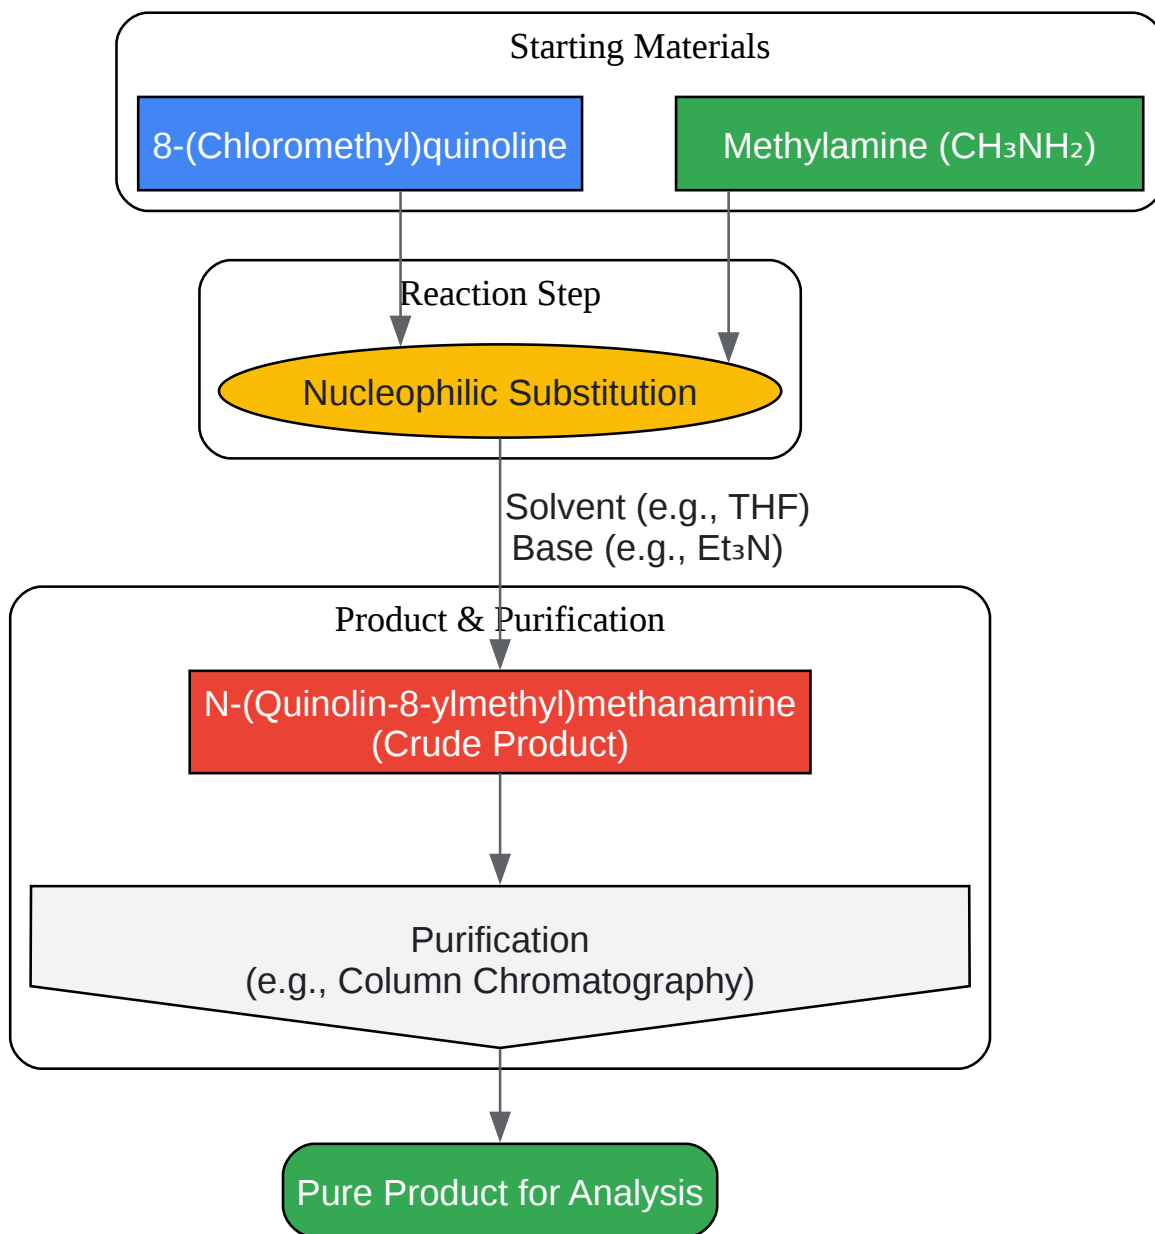 Starting Materials
8-(Chloromethyl)quinoline
Methylamine (CH₃NH₂)
Reaction Step
Nucleophilic Substitution
Solvent (e.g., THF)
Base (e.g., Et₃N)
Product & Purification
N-(Quinolin-8-ylmethyl)methanamine
(Crude Product)
Purification
(e.g., Column Chromatography)
Pure Product for Analysis